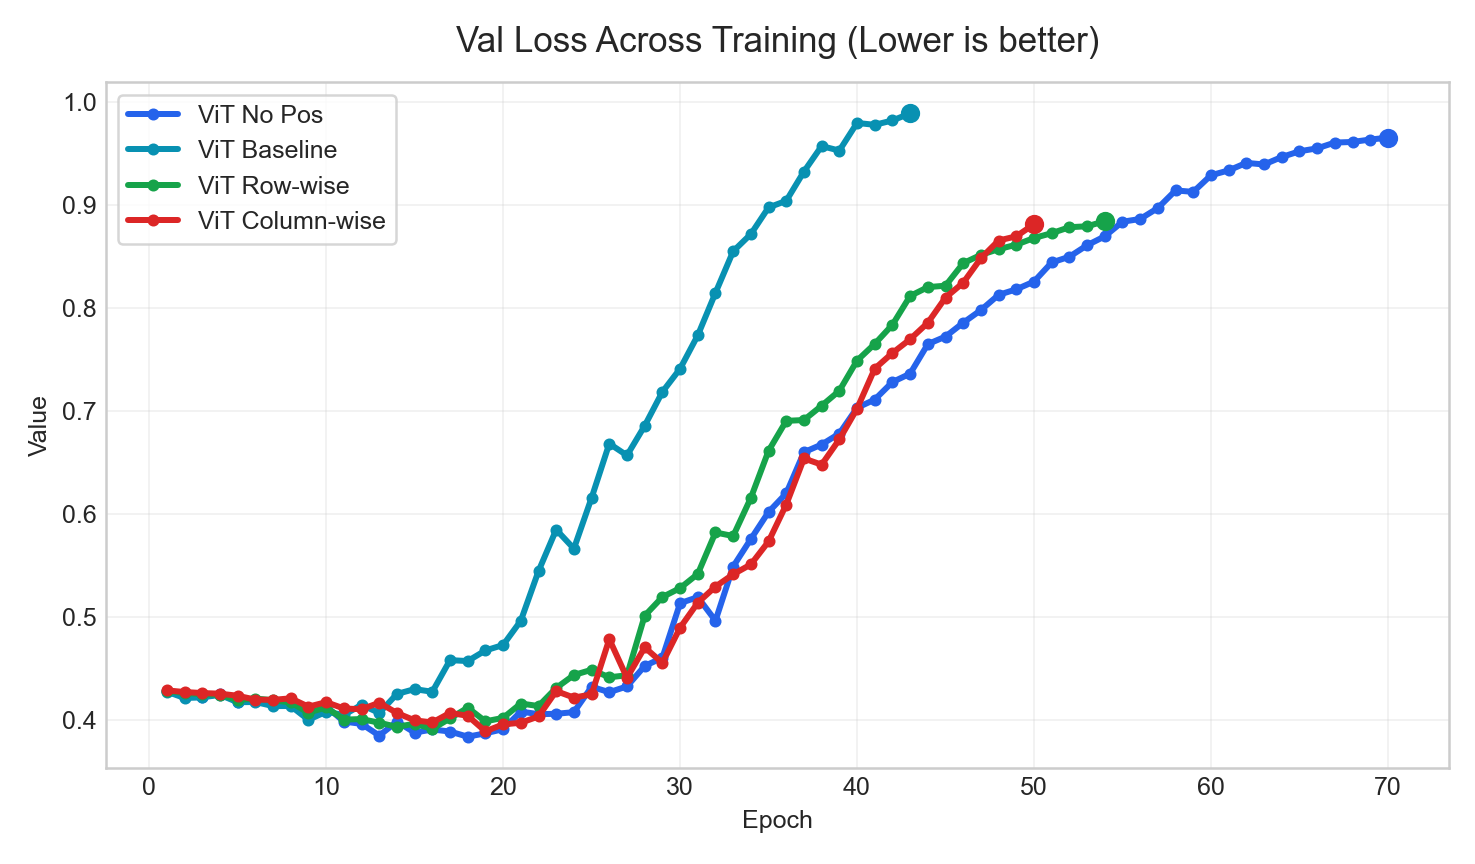 Val Loss Across Training (Lower is better)
ViT No Pos
ViT Baseline
ViT Row-wise
ViT Column-wise
1.0
0.9
0.8
0.7
0.6
0.5
0.4
Value
0 10 20 30 40 50 60 70
Epoch